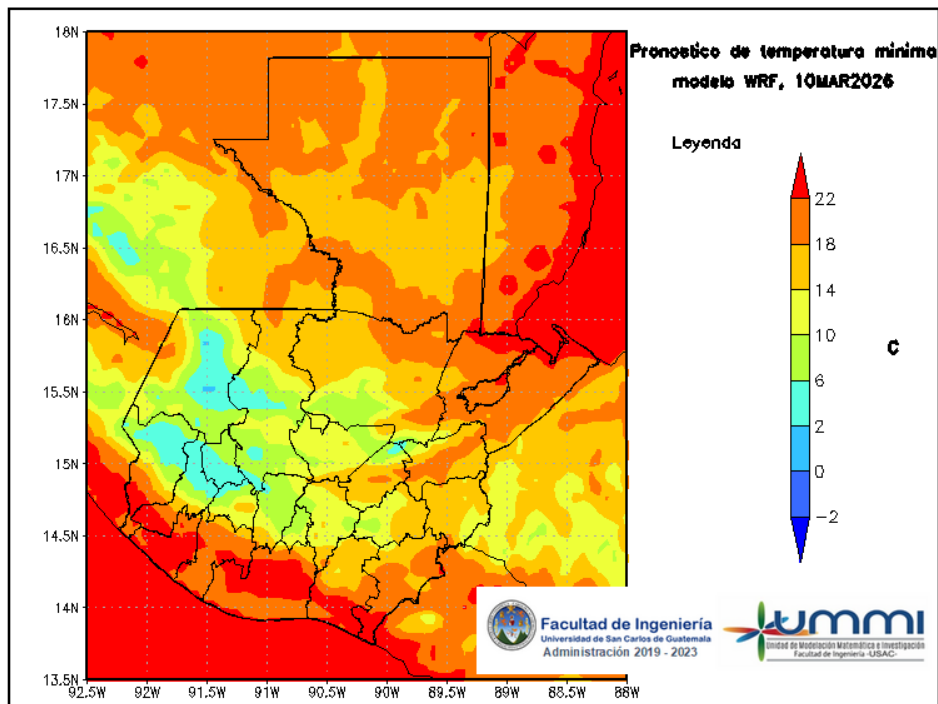 Pronostico de temperatura minima
modelo WRF, 10MAR2026
Leyenda
22
18
14
10
6
2
0
-2
C
18N
17.5N
17N
16.5N
16N
15.5N
15N
14.5N
14N
13.5N
92.5W 92W 91.5W 91W 90.5W 90W 89.5W 89W 88.5W 88W
Facultad de Ingeniería
Universidad de San Carlos de Guatemala
Administración 2019 - 2023
ummi
Unidad de Modelación Matemática e Investigación
Facultad de Ingeniería -USAC-